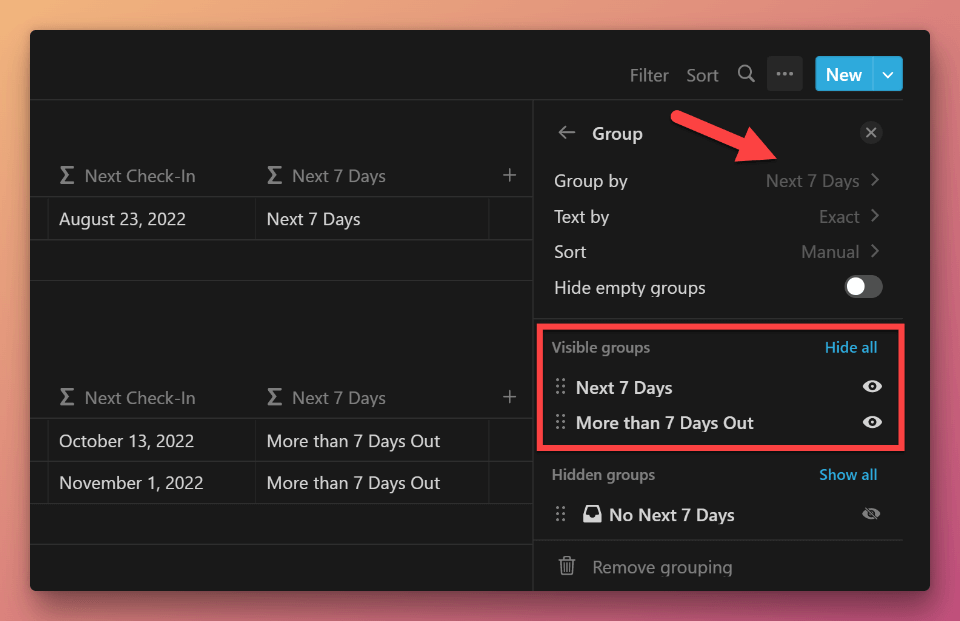 Filter Sort New
Σ Next Check-In Σ Next 7 Days +
August 23, 2022 Next 7 Days
Σ Next Check-In Σ Next 7 Days +
October 13, 2022 More than 7 Days Out
November 1, 2022 More than 7 Days Out
Group
Group by Next 7 Days
Text by Exact
Sort Manual
Hide empty groups
Visible groups Hide all
Next 7 Days
More than 7 Days Out
Hidden groups Show all
No Next 7 Days
Remove grouping